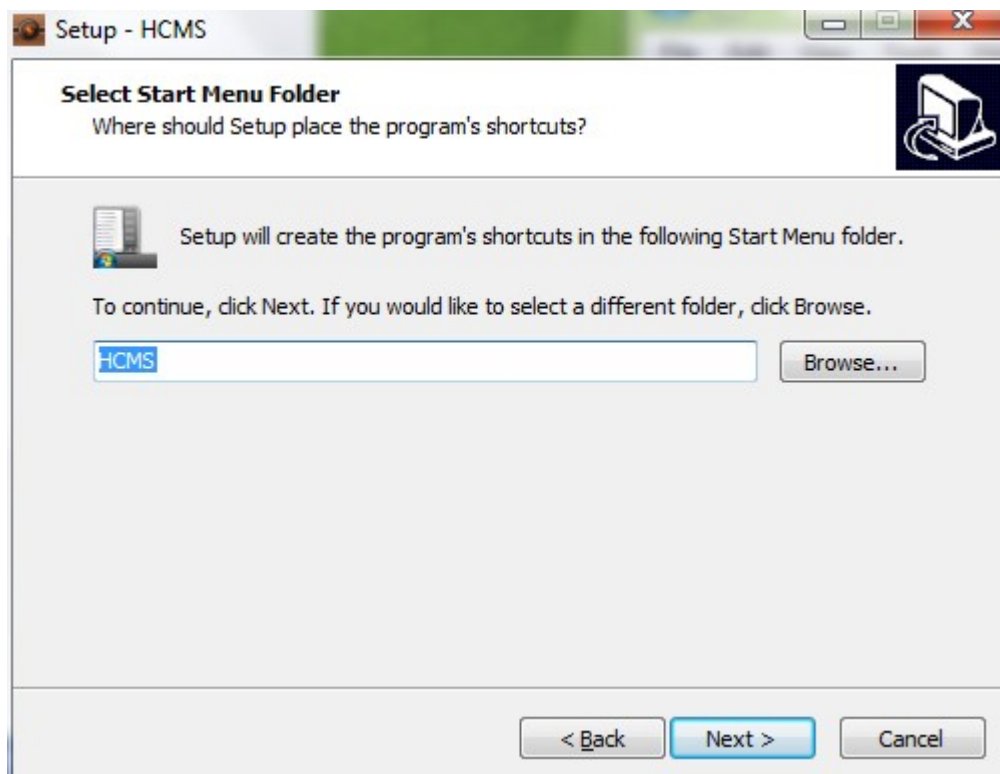 Setup - HCMS
Select Start Menu Folder
Where should Setup place the program's shortcuts?
Setup will create the program's shortcuts in the following Start Menu folder.
To continue, click Next. If you would like to select a different folder, click Browse.
HCMS
Browse...
< Back
Next >
Cancel